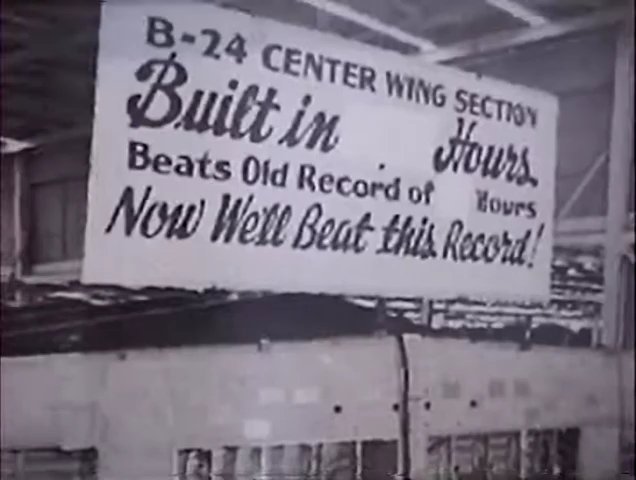 B-24 CENTER WING SECTION
Built in Hours
Beats Old Record of Hours
Now We'll Beat this Record!